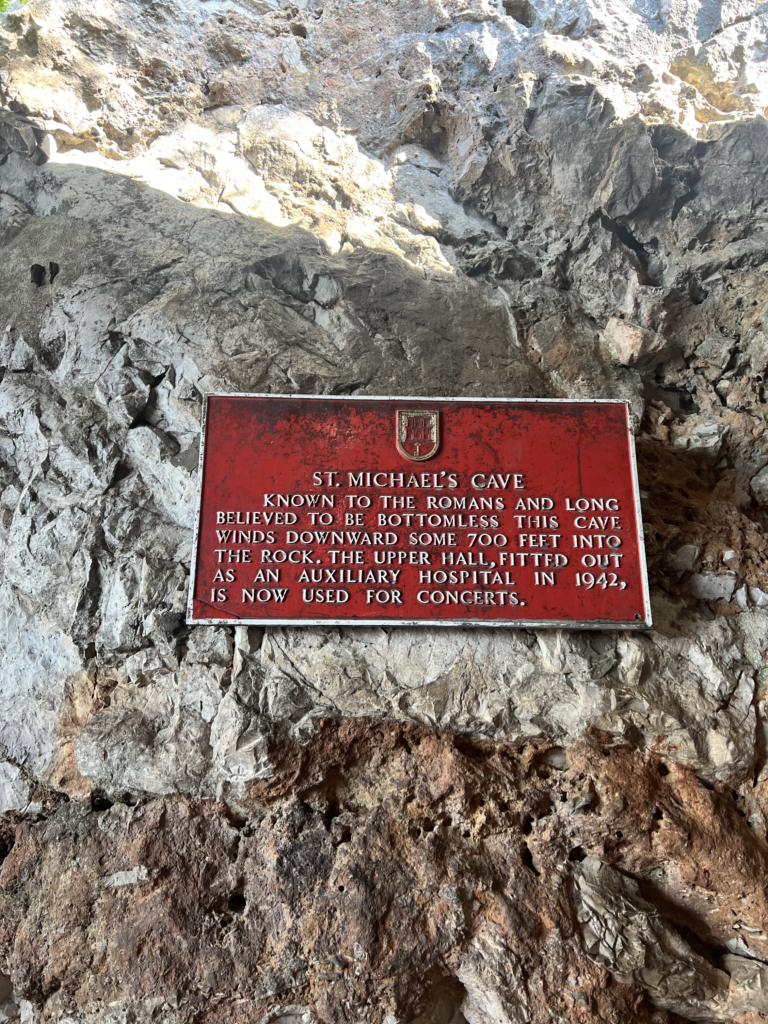 ST. MICHAEL'S CAVE
KNOWN TO THE ROMANS AND LONG
BELIEVED TO BE BOTTOMLESS THIS CAVE
WINDS DOWNWARD SOME 700 FEET INTO
THE ROCK. THE UPPER HALL, FITTED OUT
AS AN AUXILIARY HOSPITAL IN 1942,
IS NOW USED FOR CONCERTS.